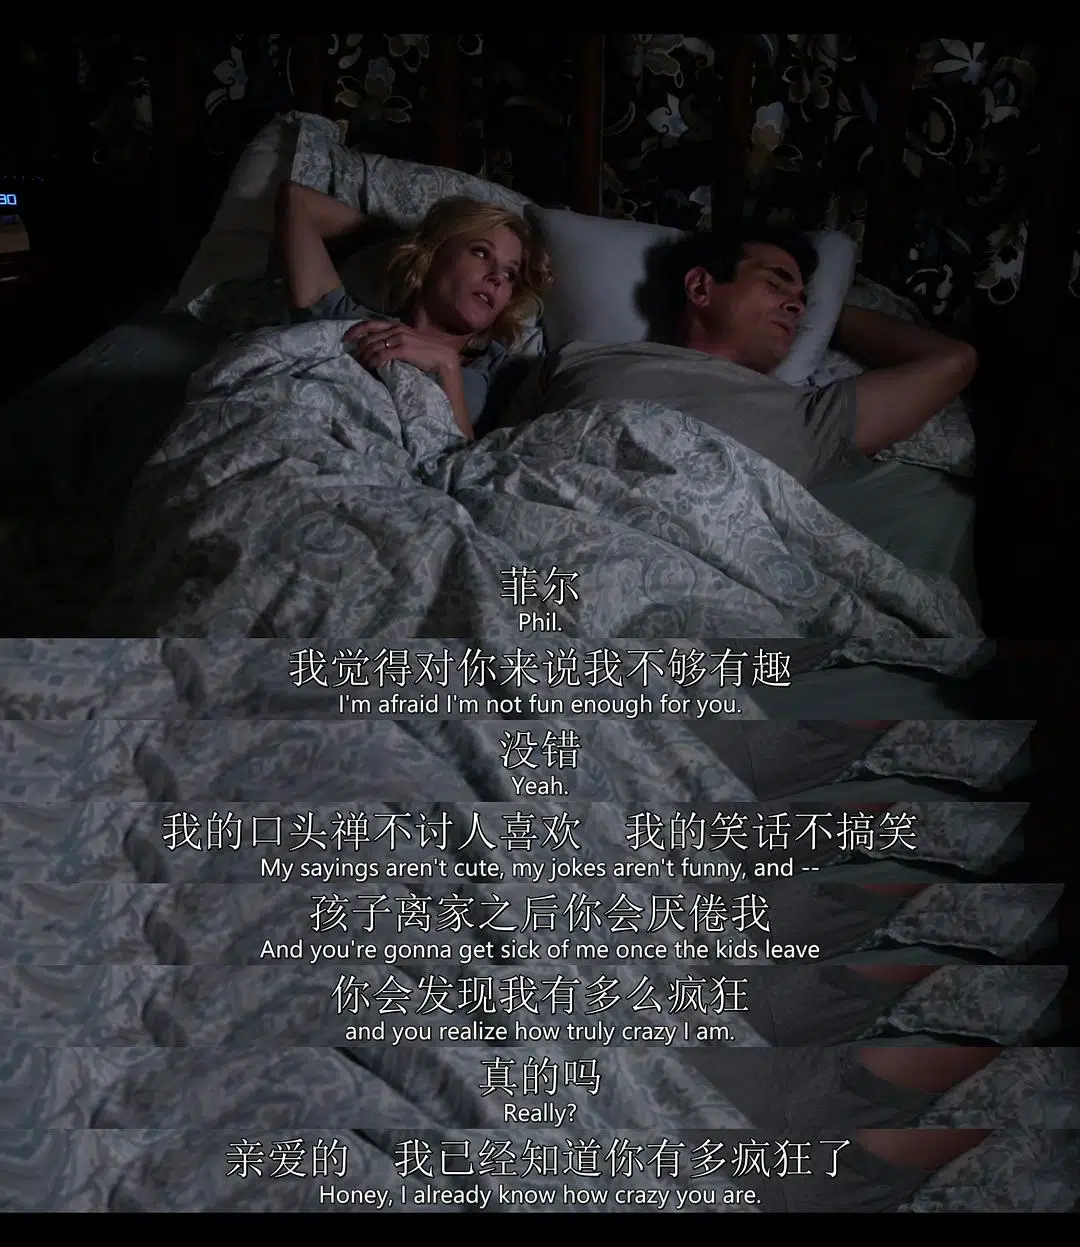 30
菲尔
Phil.
我觉得对你来说我不够有趣
I'm afraid I'm not fun enough for you.
没错
Yeah.
我的口头禅不讨人喜欢　我的笑话不搞笑
My sayings aren't cute, my jokes aren't funny, and --
孩子离家之后你会厌倦我
And you're gonna get sick of me once the kids leave
你会发现我有多么疯狂
and you realize how truly crazy I am.
真的吗
Really?
亲爱的　我已经知道你有多疯狂了
Honey, I already know how crazy you are.